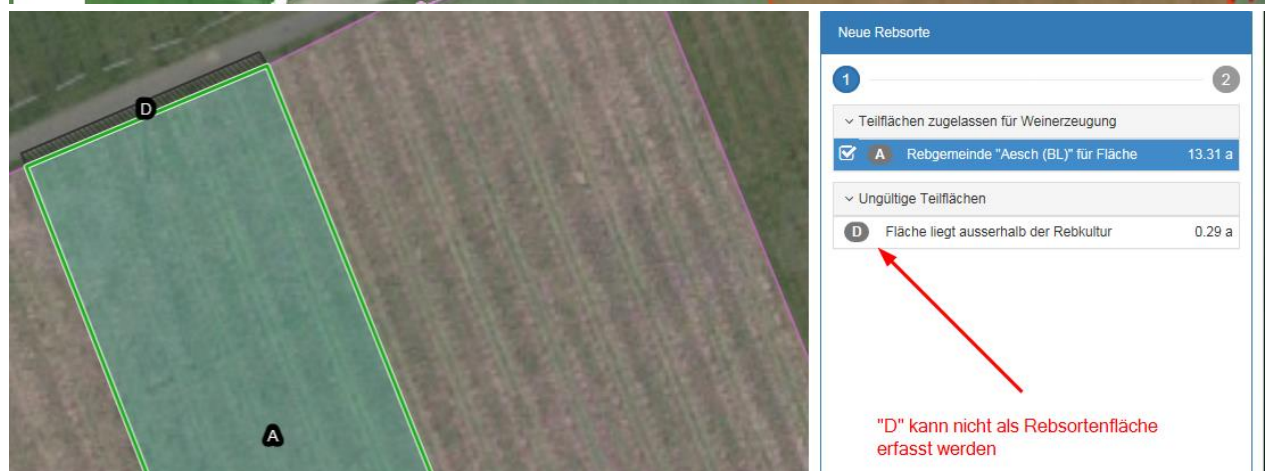 Neue Rebsorte
1
2
Teilflächen zugelassen für Weinerzeugung
A Rebgemeinde "Aesch (BL)" für Fläche 13.31 a
Ungültige Teilflächen
D Fläche liegt ausserhalb der Rebkultur 0.29 a
"D" kann nicht als Rebsortenfläche
erfasst werden
D
A